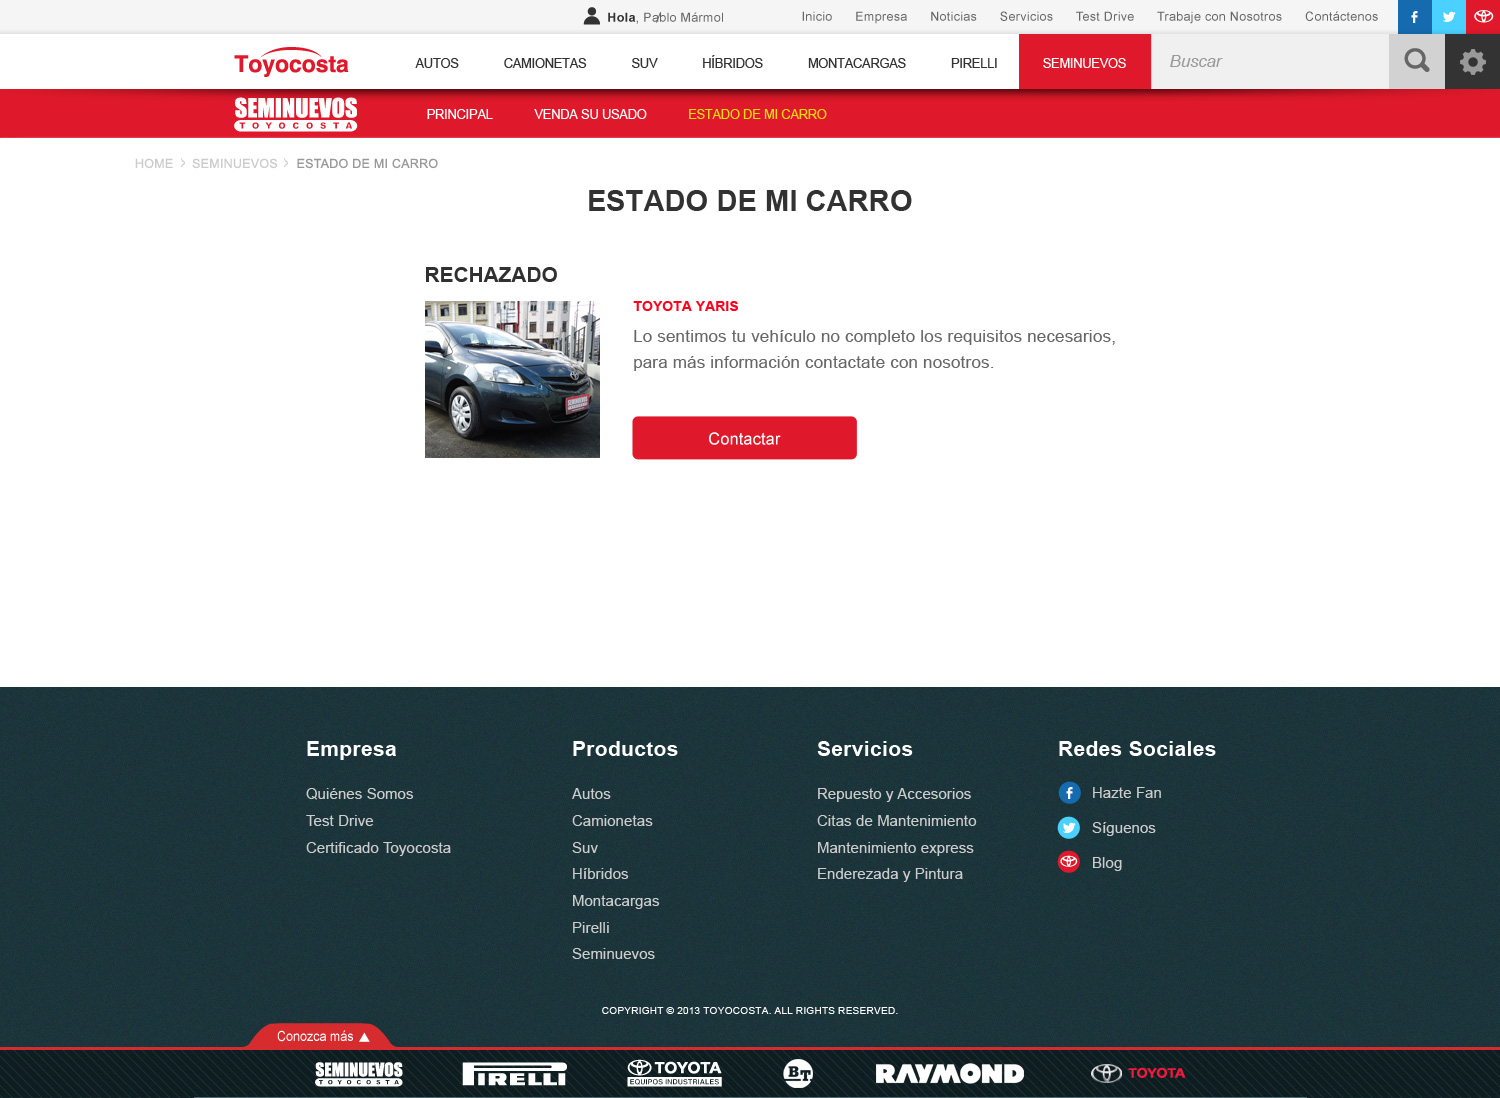 Hola, Pablo Mármol
Inicio Empresa Noticias Servicios Test Drive Trabaje con Nosotros Contáctenos
Toyocosta
AUTOS CAMIONETAS SUV HÍBRIDOS MONTACARGAS PIRELLI SEMINUEVOS Buscar
SEMINUEVOS
TOYOCOSTA
PRINCIPAL VENDA SU USADO ESTADO DE MI CARRO
HOME > SEMINUEVOS > ESTADO DE MI CARRO
ESTADO DE MI CARRO
RECHAZADO
SEMINUEVOS
TOYOTA YARIS
Lo sentimos tu vehículo no completo los requisitos necesarios,
para más información contactate con nosotros.
Contactar
Empresa
Quiénes Somos
Test Drive
Certificado Toyocosta
Productos
Autos
Camionetas
Suv
Híbridos
Montacargas
Pirelli
Seminuevos
Servicios
Repuesto y Accesorios
Citas de Mantenimiento
Mantenimiento express
Enderezada y Pintura
Redes Sociales
Hazte Fan
Síguenos
Blog
COPYRIGHT © 2013 TOYOCOSTA. ALL RIGHTS RESERVED.
Conozca más
SEMINUEVOS
TOYOCOSTA
PIRELLI
TOYOTA
EQUIPOS INDUSTRIALES
BT
RAYMOND
TOYOTA